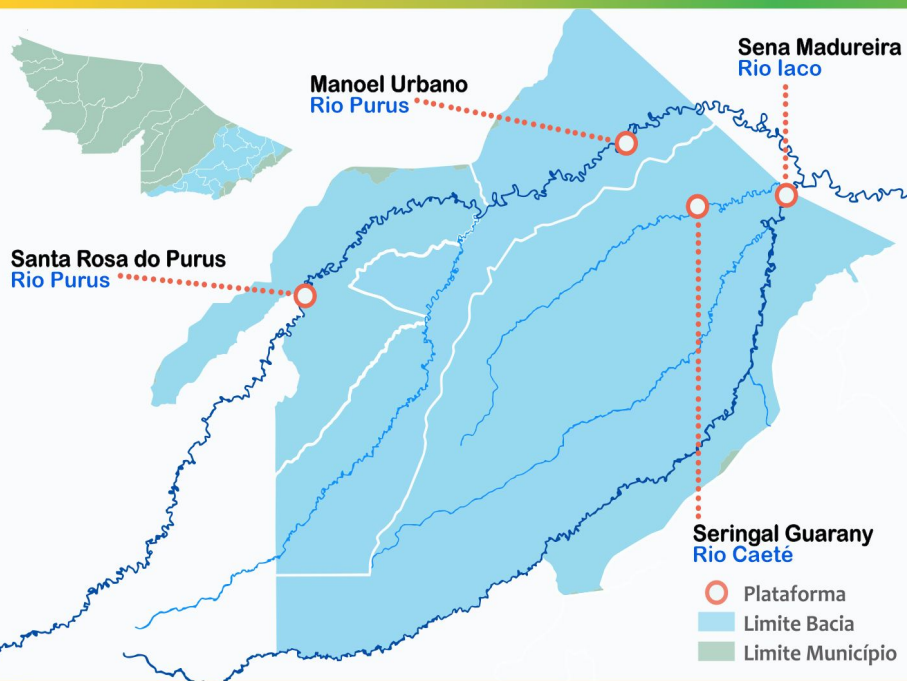 Sena Madureira
Rio Iaco
Manoel Urbano
Rio Purus
Santa Rosa do Purus
Rio Purus
Seringal Guarany
Rio Caeté
Plataforma
Limite Bacia
Limite Município